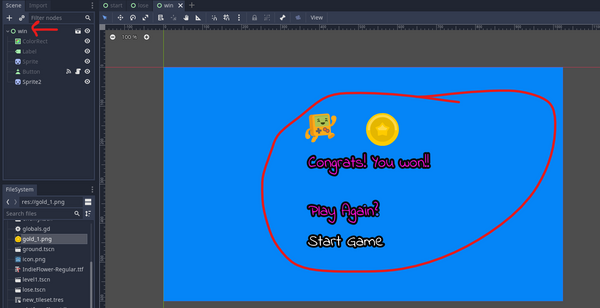 Scene Import
start lose win
Filter nodes
View
win
ColorRect
Label
Sprite
Button
Sprite2
100 %
Congrats! You won!!
Play Again?
Start Game
FileSystem
res://gold_1.png
Search files
globals.gd
gold_1.png
ground.tscn
icon.png
IndieFlower-Regular.ttf
level1.tscn
lose.tscn
new_tileset.tres